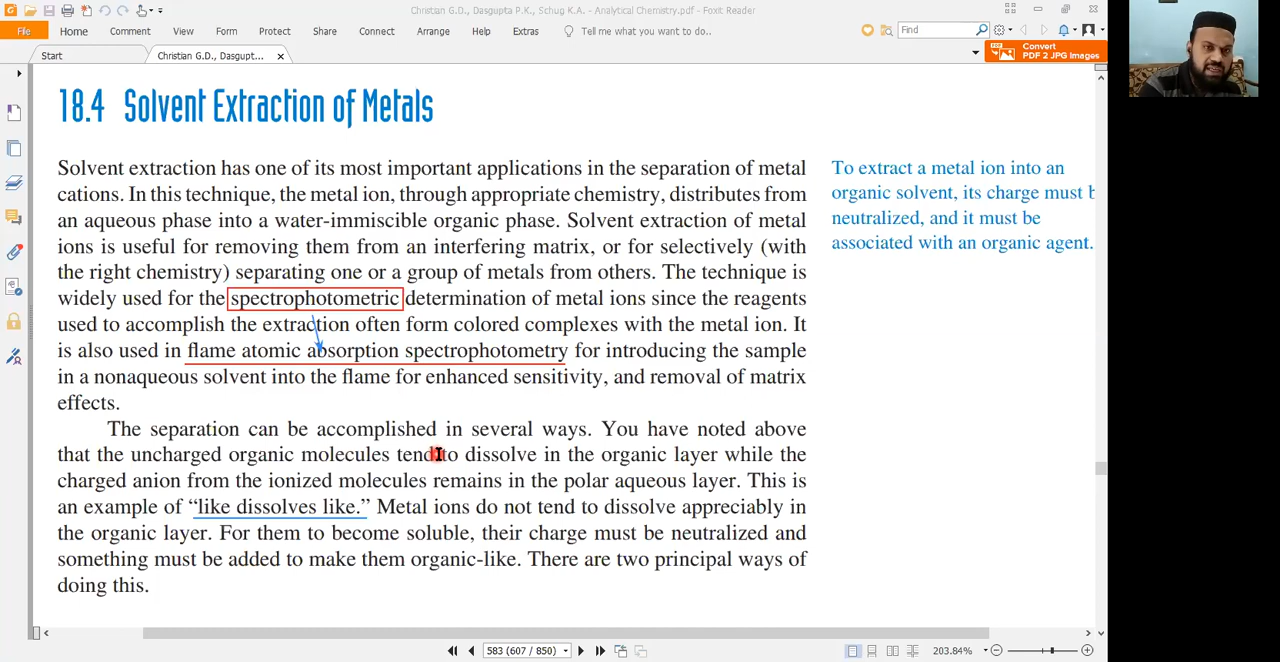 Christian G.D., Dasgupta P.K., Schug K.A. - Analytical Chemistry.pdf - Foxit Reader
File Home Comment View Form Protect Share Connect Arrange Help Extras Tell me what you want to do.. Find
Start Christian G.D., Dasgupt...
Convert
PDF 2 JPG Images
18.4 Solvent Extraction of Metals
Solvent extraction has one of its most important applications in the separation of metal
cations. In this technique, the metal ion, through appropriate chemistry, distributes from
an aqueous phase into a water-immiscible organic phase. Solvent extraction of metal
ions is useful for removing them from an interfering matrix, or for selectively (with
the right chemistry) separating one or a group of metals from others. The technique is
widely used for the spectrophotometric determination of metal ions since the reagents
used to accomplish the extraction often form colored complexes with the metal ion. It
is also used in flame atomic absorption spectrophotometry for introducing the sample
in a nonaqueous solvent into the flame for enhanced sensitivity, and removal of matrix
effects.
The separation can be accomplished in several ways. You have noted above
that the uncharged organic molecules tend to dissolve in the organic layer while the
charged anion from the ionized molecules remains in the polar aqueous layer. This is
an example of “like dissolves like.” Metal ions do not tend to dissolve appreciably in
the organic layer. For them to become soluble, their charge must be neutralized and
something must be added to make them organic-like. There are two principal ways of
doing this.
To extract a metal ion into an
organic solvent, its charge must b
neutralized, and it must be
associated with an organic agent.
583 (607 / 850) 203.84%